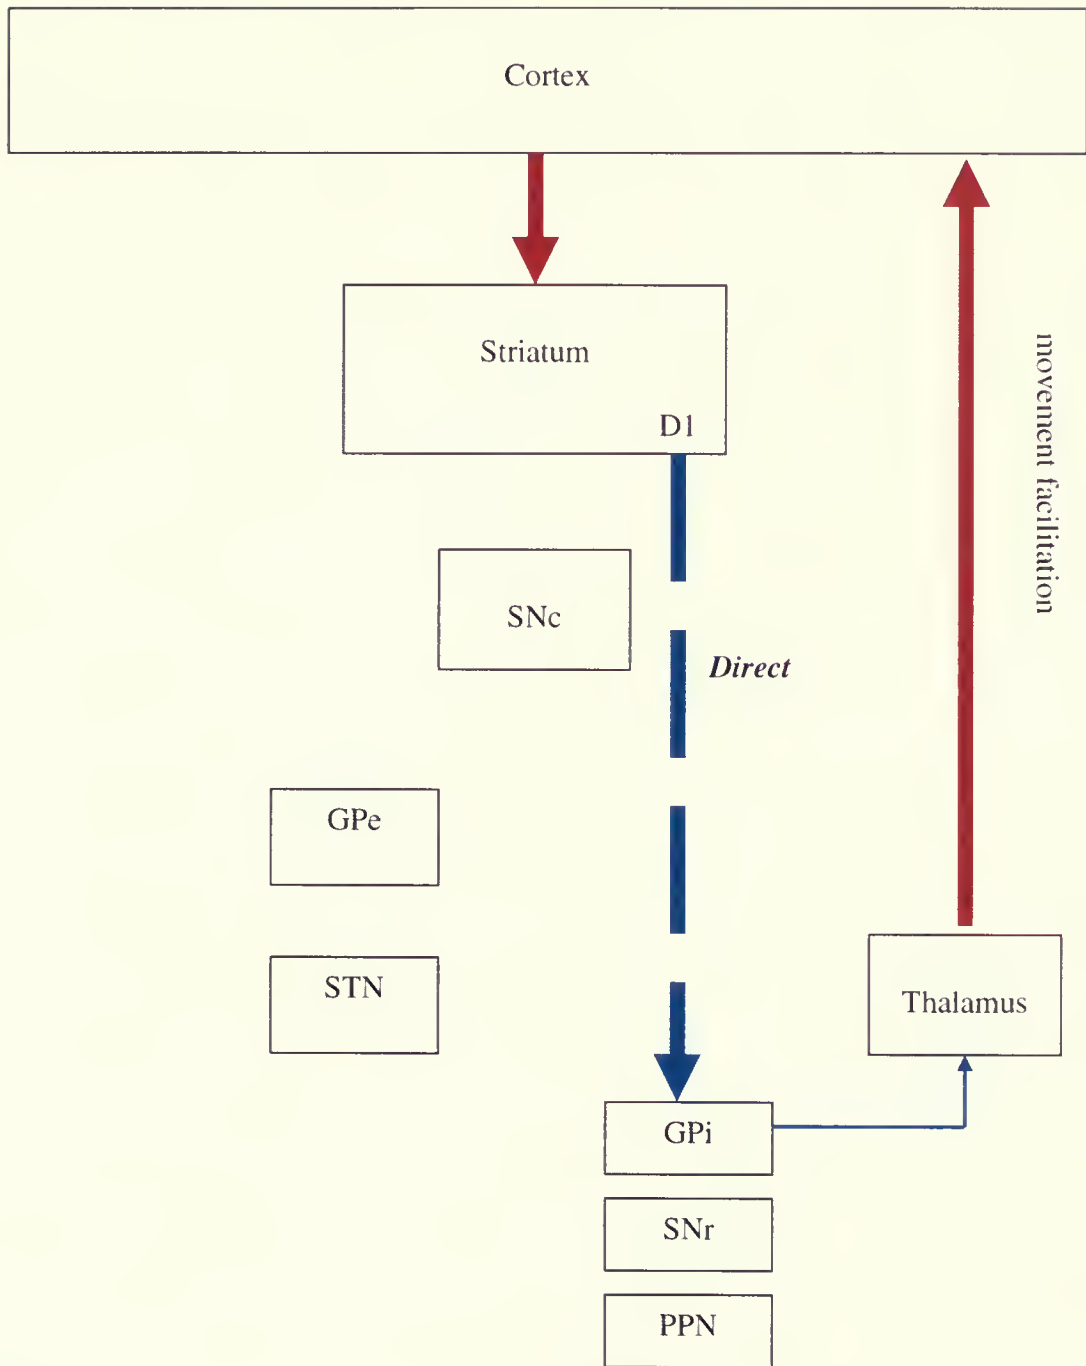 Cortex
Striatum
D1
movement facilitation
SNc
Direct
GPe
STN
Thalamus
GPi
SNr
PPN